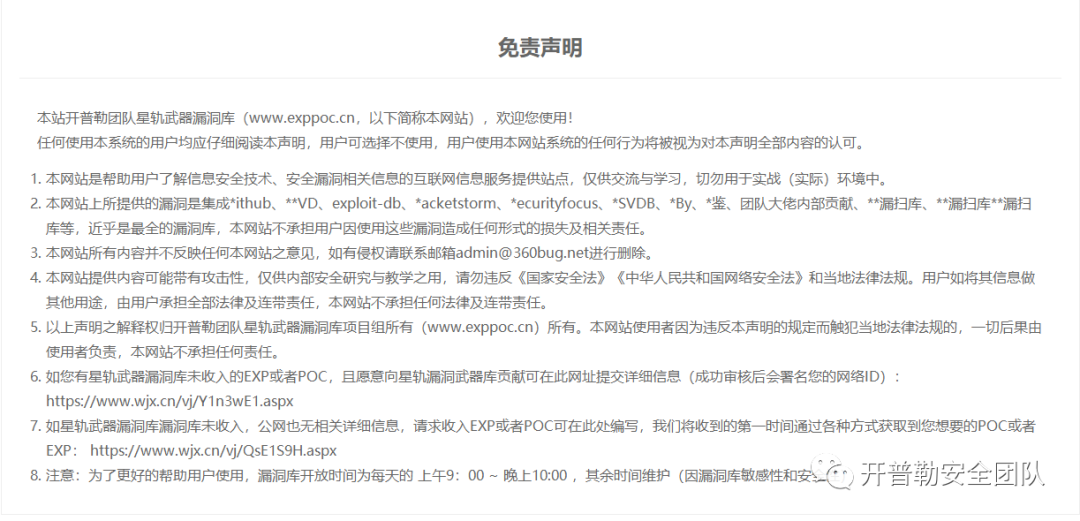 免责声明
本站开普勒团队星轨武器漏洞库（www.exppoc.cn，以下简称本网站），欢迎您使用！
任何使用本系统的用户均应仔细阅读本声明，用户可选择不使用，用户使用本网站系统的任何行为将被视为对本声明全部内容的认可。
1. 本网站是帮助用户了解信息安全技术、安全漏洞相关信息的互联网信息服务提供站点，仅供交流与学习，切勿用于实战（实际）环境中。
2. 本网站上所提供的漏洞是集成*ithub、**VD、exploit-db、*acketstorm、*ecurityfocus、*SVDB、*By、*鉴、团队大佬内部贡献、**漏扫库、**漏扫库**漏扫
库等，近乎是最全的漏洞库，本网站不承担用户因使用这些漏洞造成任何形式的损失及相关责任。
3. 本网站所有内容并不反映任何本网站之意见，如有侵权请联系邮箱admin@360bug.net进行删除。
4. 本网站提供内容可能带有攻击性，仅供内部安全研究与教学之用，请勿违反《国家安全法》《中华人民共和国网络安全法》和当地法律法规。用户如将其信息做
其他用途，由用户承担全部法律及连带责任，本网站不承担任何法律及连带责任。
5. 以上声明之解释权归开普勒团队星轨武器漏洞库项目组所有（www.exppoc.cn）所有。本网站使用者因为违反本声明的规定而触犯当地法律法规的，一切后果由
使用者负责，本网站不承担任何责任。
6. 如您有星轨武器漏洞库未收入的EXP或者POC，且愿意向星轨漏洞武器库贡献可在此网址提交详细信息（成功审核后会署名您的网络ID）：
https://www.wjx.cn/vj/Y1n3wE1.aspx
7. 如星轨武器漏洞库漏洞库未收入，公网也无相关详细信息，请求收入EXP或者POC可在此处编写，我们将收到的第一时间通过各种方式获取到您想要的POC或者
EXP： https://www.wjx.cn/vj/QsE1S9H.aspx
8. 注意：为了更好的帮助用户使用，漏洞库开放时间为每天的 上午9：00 ~ 晚上10:00 ，其余时间维护（因漏洞库敏感性和安全
开普勒安全团队